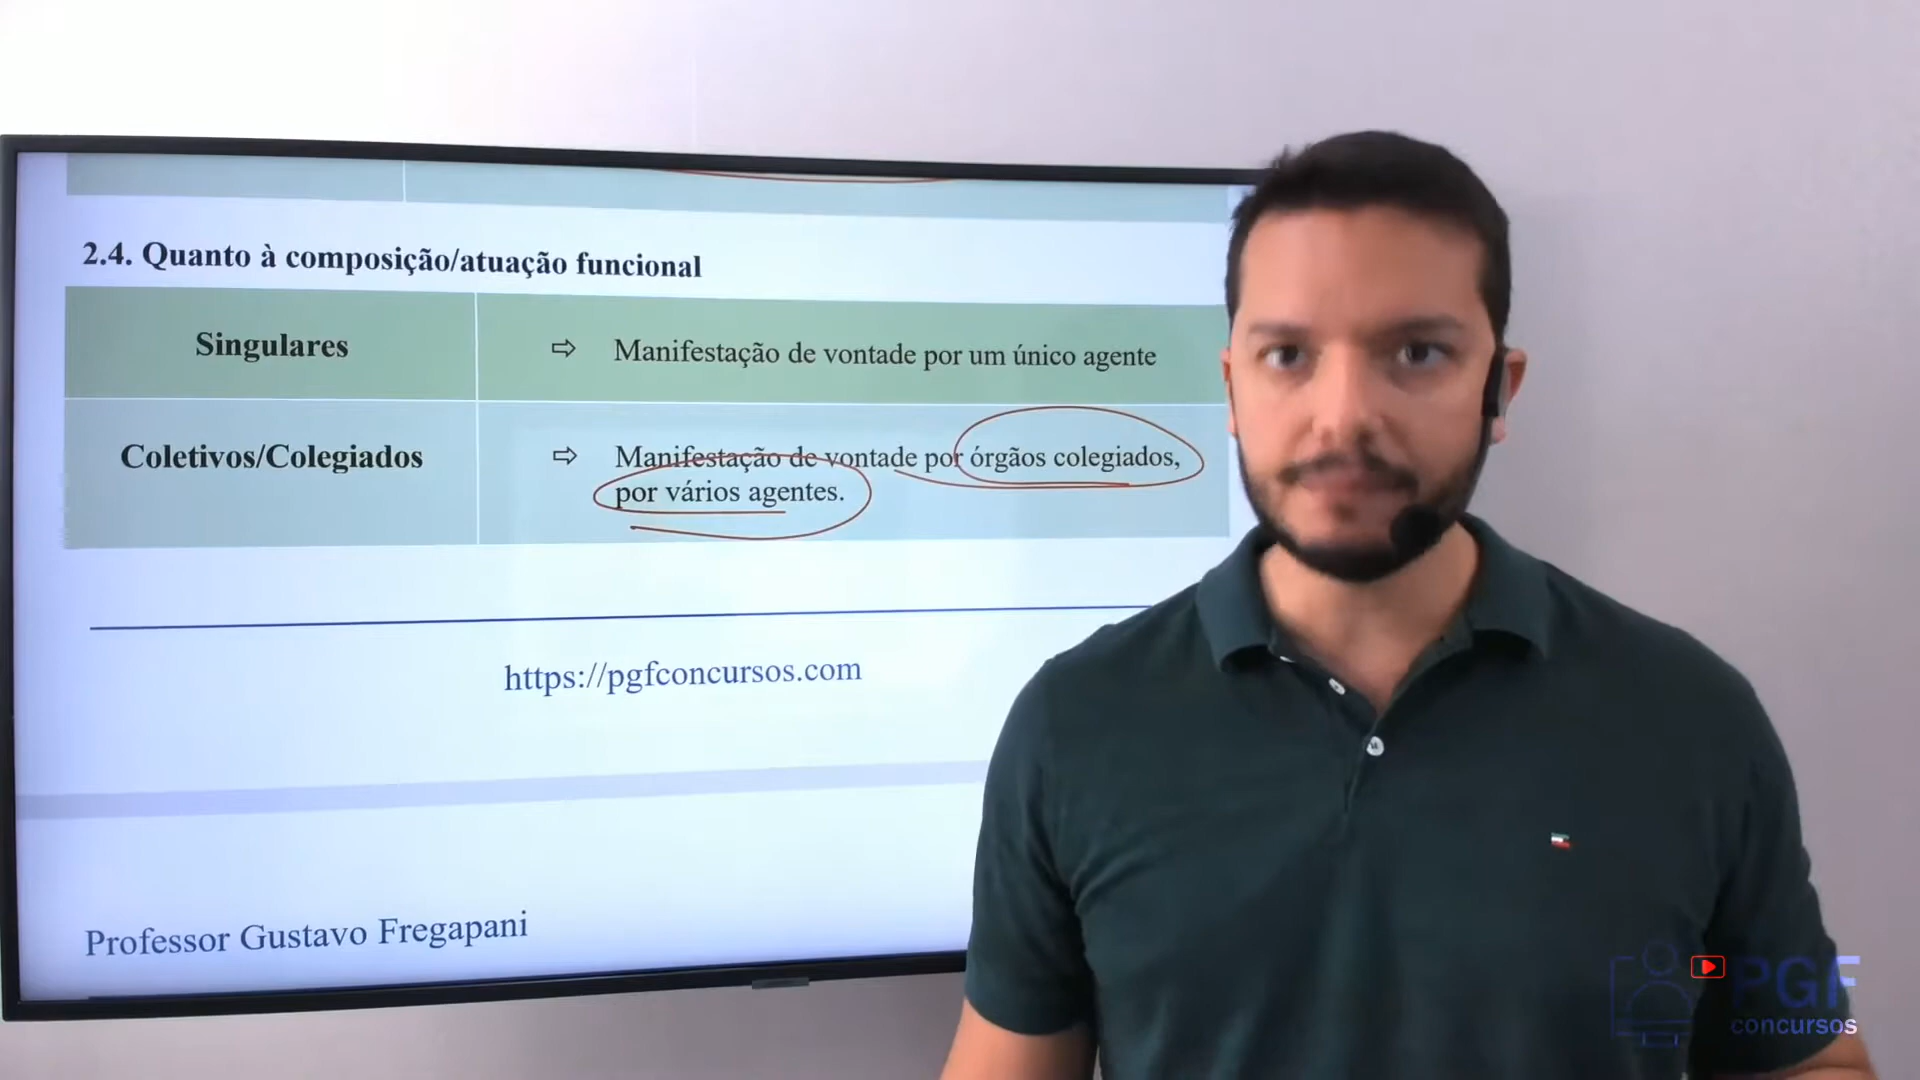 2.4. Quanto à composição/atuação funcional
Singulares
⇨ Manifestação de vontade por um único agente
Coletivos/Colegiados
⇨ Manifestação de vontade por órgãos colegiados,
por vários agentes.
https://pgfconcursos.com
Professor Gustavo Fregapani
PGF
concursos